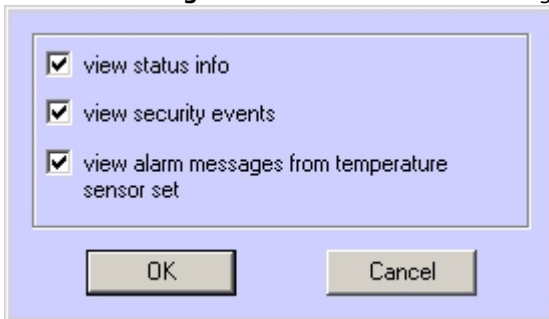 view status info
view security events
view alarm messages from temperature
sensor set
OK
Cancel